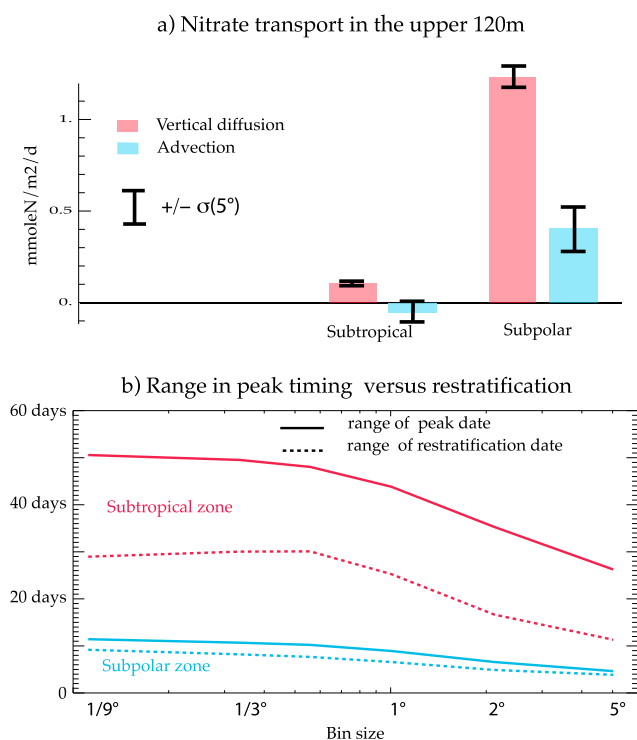 a) Nitrate transport in the upper 120m
mmoleN/m2/d
1.
0.5
0.
Vertical diffusion
Advection
+/− σ(5°)
Subtropical
Subpolar
b) Range in peak timing versus restratification
60 days
40 days
20 days
0
range of peak date
range of restratification date
Subtropical zone
Subpolar zone
1/9°
1/3°
1°
2°
5°
Bin size